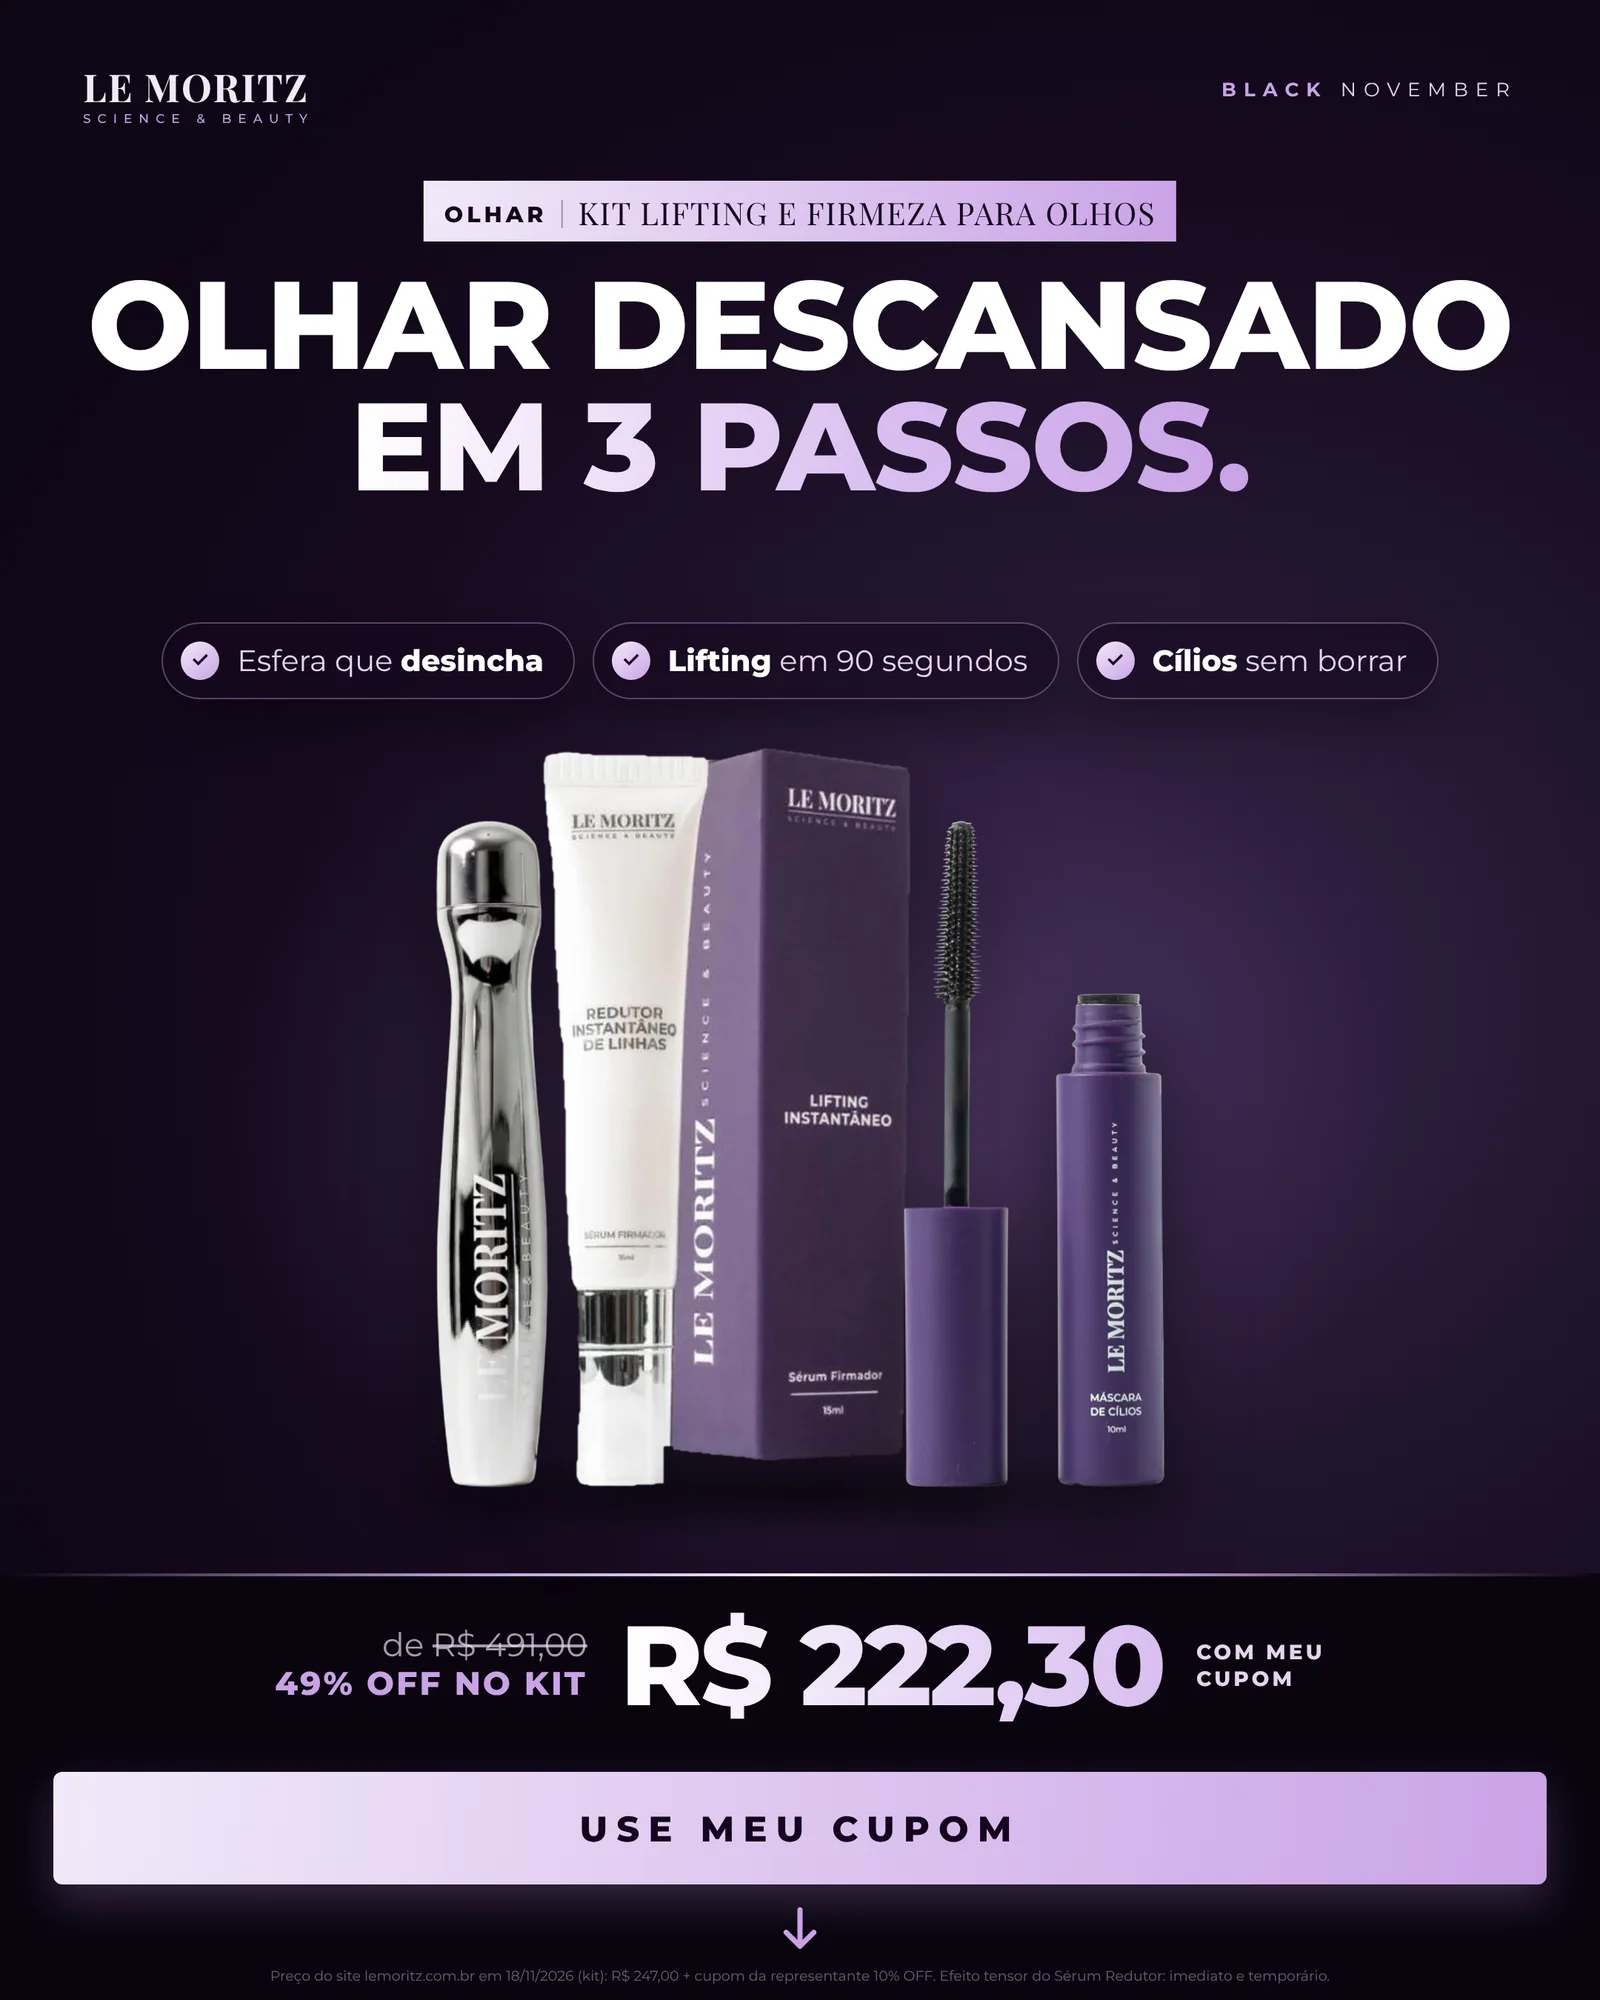 LE MORITZ
SCIENCE & BEAUTY
BLACK NOVEMBER
OLHAR | KIT LIFTING E FIRMEZA PARA OLHOS
OLHAR DESCANSADO
EM 3 PASSOS.
Esfera que desincha
Lifting em 90 segundos
Cílios sem borrar
LE MORITZ
SCIENCE & BEAUTY
LE MORITZ
SCIENCE & BEAUTY
REDUTOR
INSTANTÂNEO
DE LINHAS
SÉRUM FIRMADOR
15ml
LE MORITZ SCIENCE & BEAUTY
LE MORITZ
SCIENCE & BEAUTY
LIFTING
INSTANTÂNEO
Sérum Firmador
15ml
LE MORITZ SCIENCE & BEAUTY
MÁSCARA
DE CÍLIOS
10ml
de R$ 491,00
49% OFF NO KIT
R$ 222,30
COM MEU
CUPOM
USE MEU CUPOM
Preço do site lemoritz.com.br em 18/11/2026 (kit): R$ 247,00 + cupom da representante 10% OFF. Efeito tensor do Sérum Redutor: imediato e temporário.